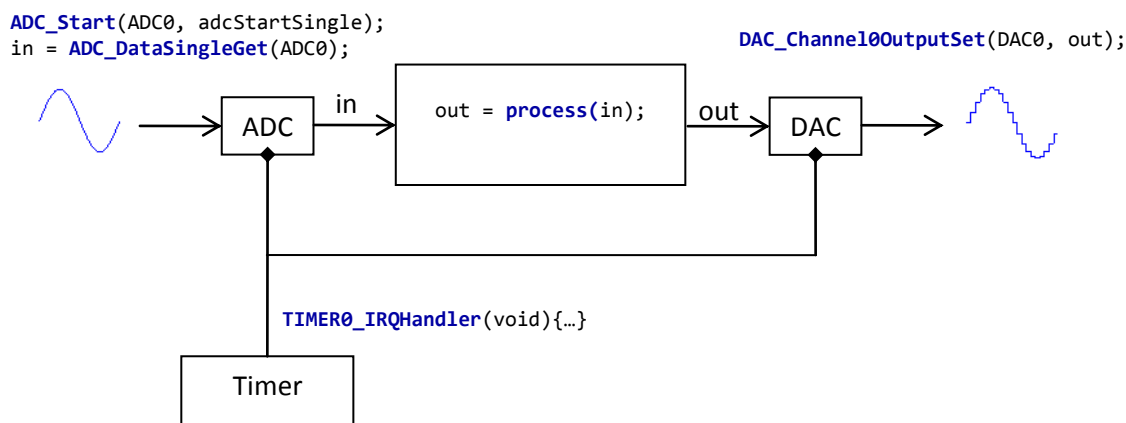 ADC_Start(ADC0, adcStartSingle);
in = ADC_DataSingleGet(ADC0);
DAC_Channel0OutputSet(DAC0, out);
ADC
in
out = process(in);
out
DAC
TIMER0_IRQHandler(void){…}
Timer